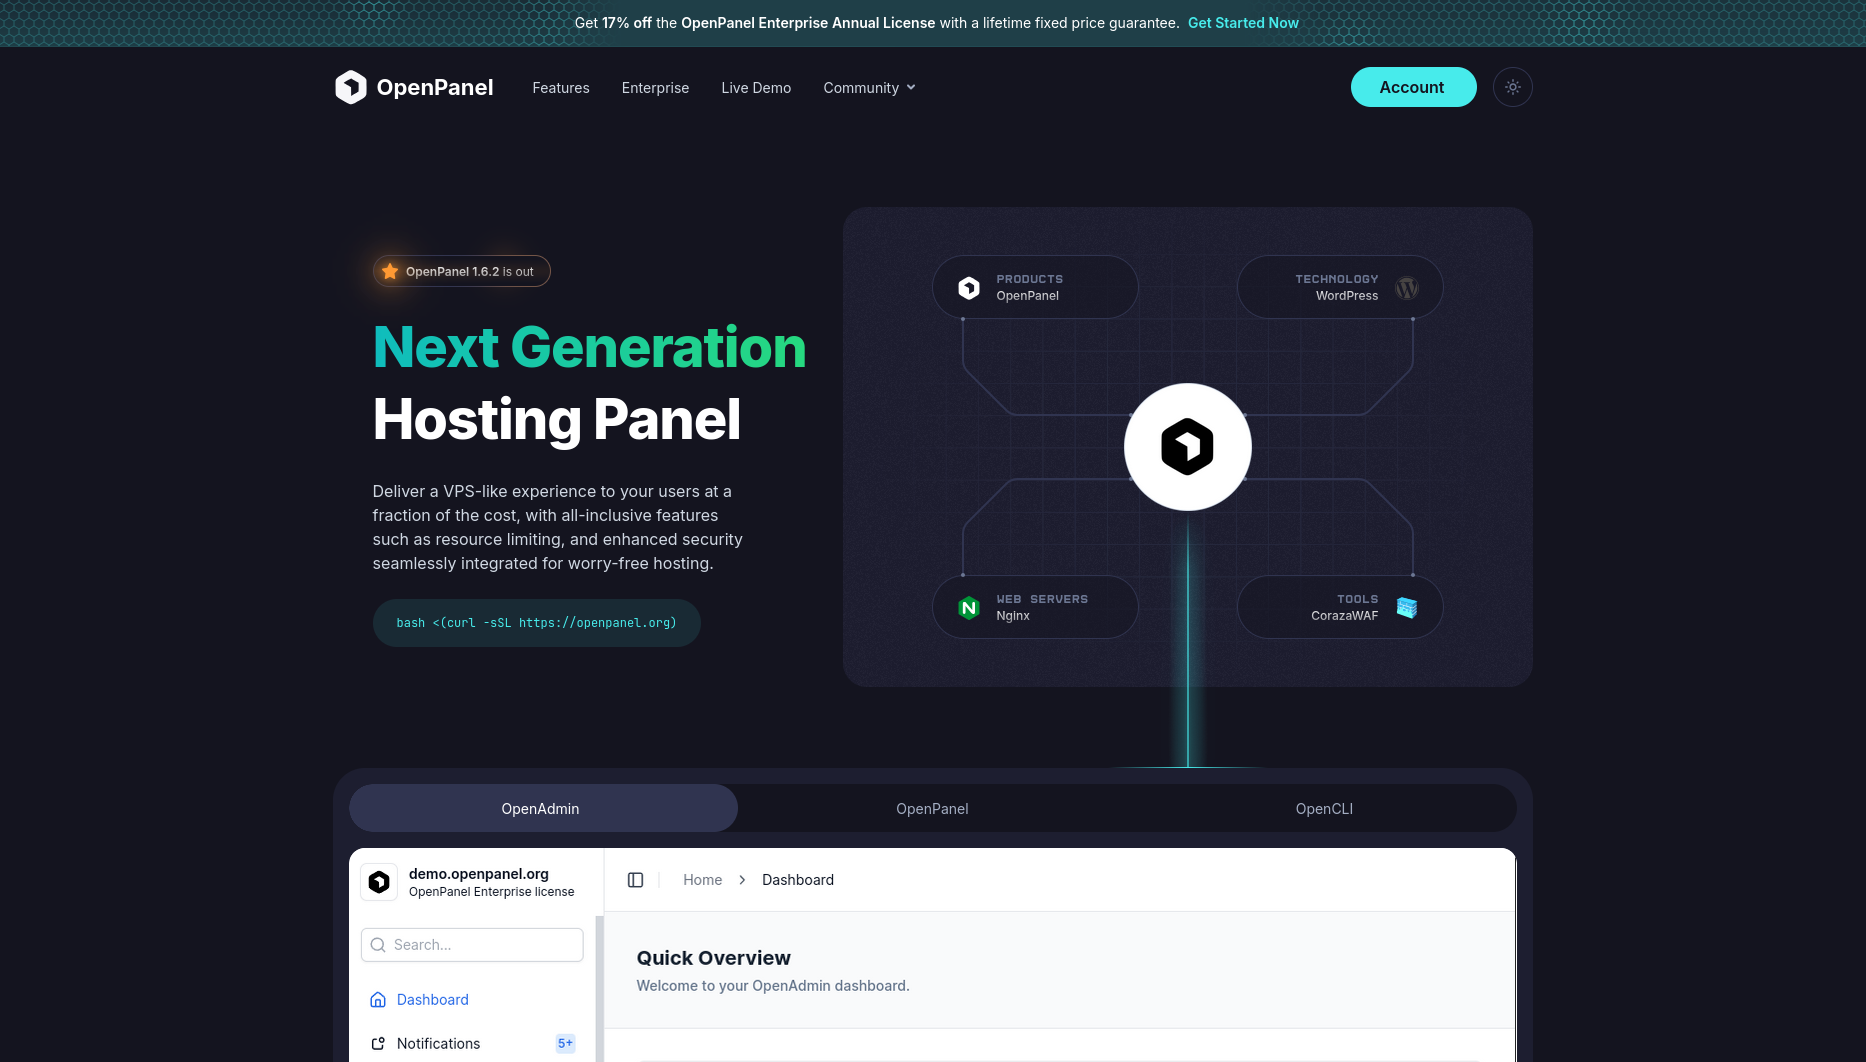 Get 17% off the OpenPanel Enterprise Annual License with a lifetime fixed price guarantee. Get Started Now
OpenPanel
Features
Enterprise
Live Demo
Community
Account
OpenPanel 1.6.2 is out
Next Generation
Hosting Panel
Deliver a VPS-like experience to your users at a
fraction of the cost, with all-inclusive features
such as resource limiting, and enhanced security
seamlessly integrated for worry-free hosting.
bash <(curl -sSL https://openpanel.org)
PRODUCTS
OpenPanel
TECHNOLOGY
WordPress
WEB SERVERS
Nginx
TOOLS
CorazaWAF
OpenAdmin
OpenPanel
OpenCLI
demo.openpanel.org
OpenPanel Enterprise license
Search...
Dashboard
Notifications
5+
Home
Dashboard
Quick Overview
Welcome to your OpenAdmin dashboard.